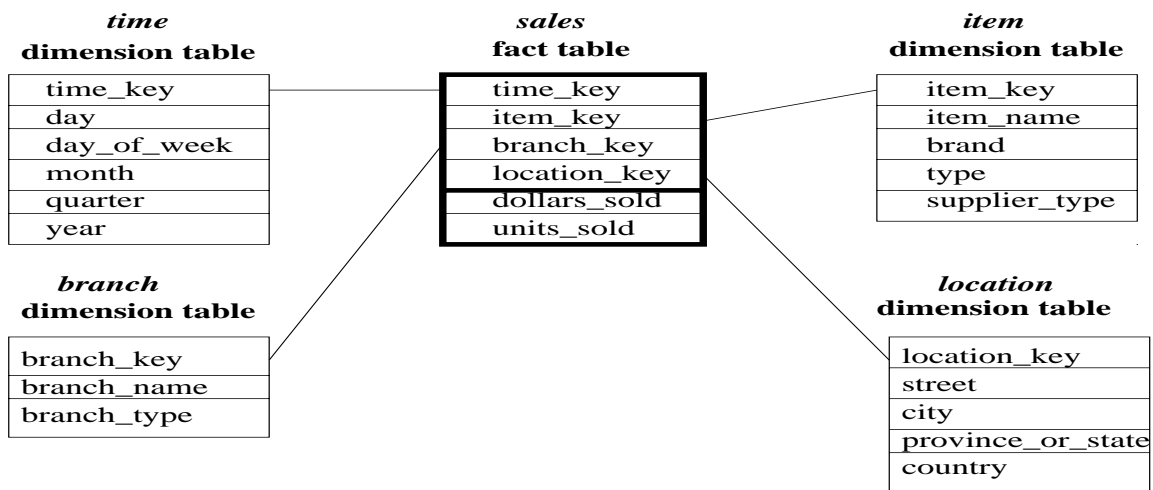 time
dimension table
time_key
day
day_of_week
month
quarter
year
sales
fact table
time_key
item_key
branch_key
location_key
dollars_sold
units_sold
item
dimension table
item_key
item_name
brand
type
supplier_type
branch
dimension table
branch_key
branch_name
branch_type
location
dimension table
location_key
street
city
province_or_state
country